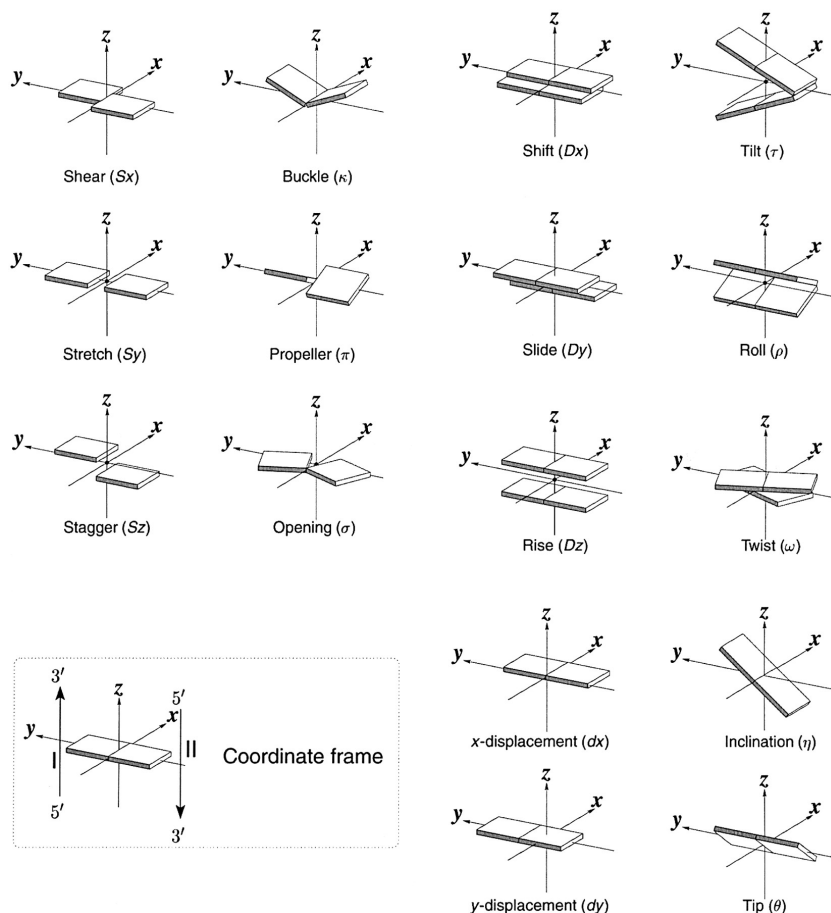 z
x
y
Shear (Sx)
z
x
y
Buckle (κ)
z
x
y
Shift (Dx)
z
x
y
Tilt (τ)
z
x
y
Stretch (Sy)
z
x
y
Propeller (π)
z
x
y
Slide (Dy)
z
x
y
Roll (ρ)
z
x
y
Stagger (Sz)
z
x
y
Opening (σ)
z
x
y
Rise (Dz)
z
x
y
Twist (ω)
z
x
y
x-displacement (dx)
z
x
y
Inclination (η)
3′
z
5′
x
y
I
II
5′
3′
Coordinate frame
z
x
y
y-displacement (dy)
z
x
y
Tip (θ)